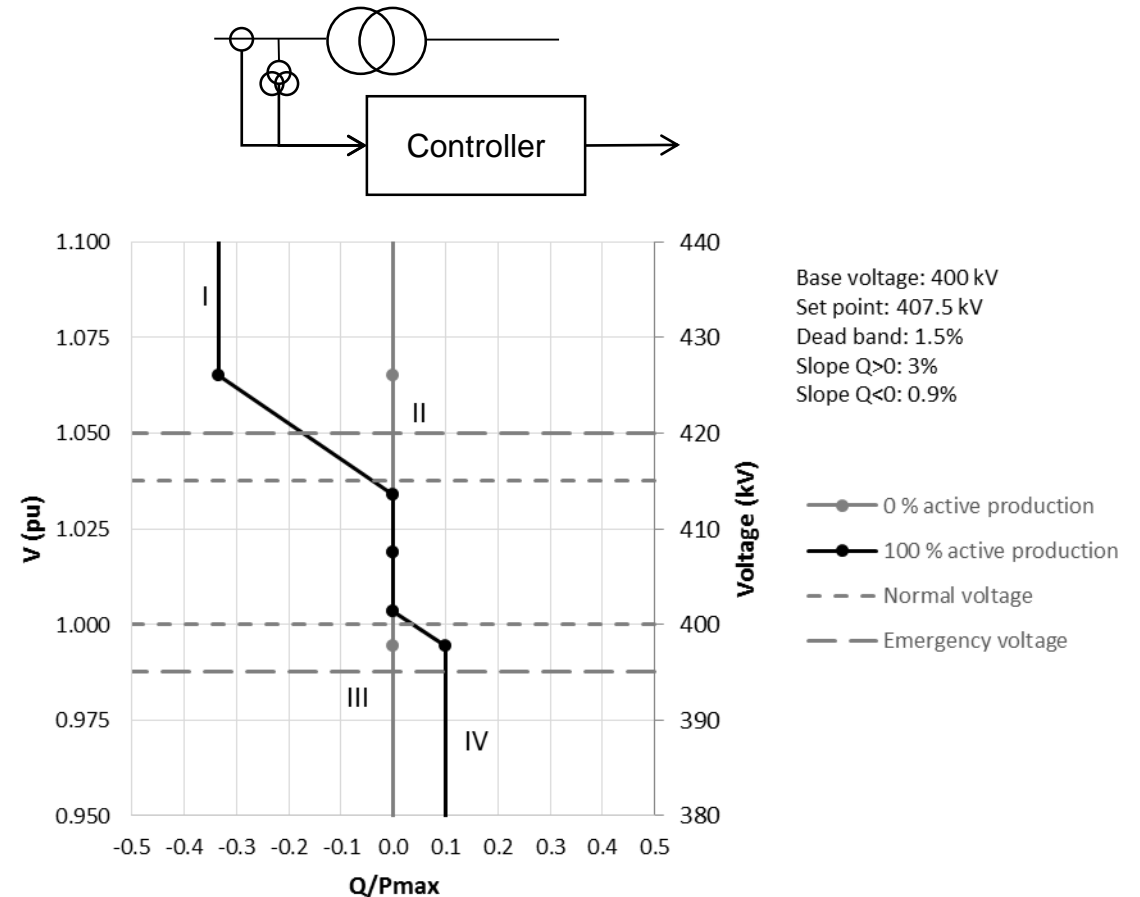 Controller
1.100
1.075
1.050
1.025
1.000
0.975
0.950
V (pu)
I
II
III
IV
440
430
420
410
400
390
380
Voltage (kV)
-0.5 -0.4 -0.3 -0.2 -0.1 0.0 0.1 0.2 0.3 0.4 0.5
Q/Pmax
Base voltage: 400 kV
Set point: 407.5 kV
Dead band: 1.5%
Slope Q>0: 3%
Slope Q<0: 0.9%
0 % active production
100 % active production
Normal voltage
Emergency voltage